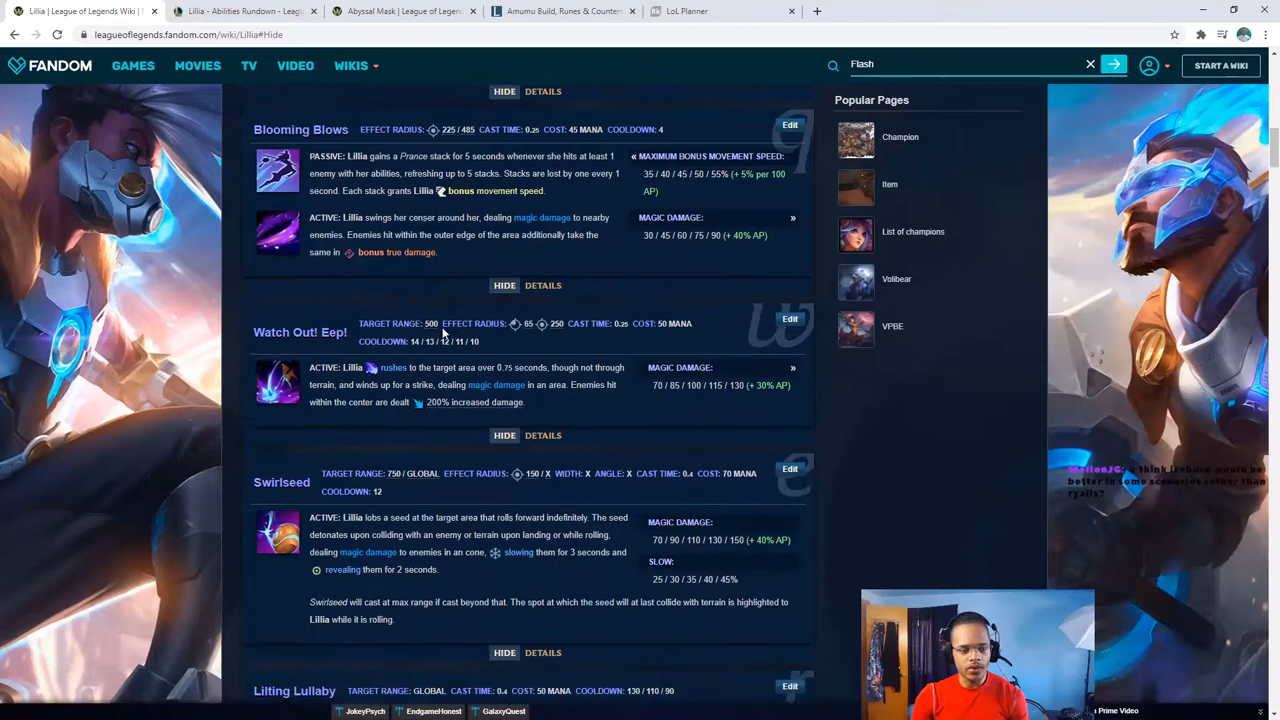 Lillia | League of Legends Wiki | F
Lillia - Abilities Rundown - Leag
Abyssal Mask | League of Legend
Amumu Build, Runes & Counters
LoL Planner
leagueoflegends.fandom.com/wiki/Lillia#Hide
FANDOM GAMES MOVIES TV VIDEO WIKIS Flash START A WIKI
HIDE DETAILS
Popular Pages
Champion
Item
List of champions
Volibear
VPBE
Blooming Blows EFFECT RADIUS: 225 / 485 CAST TIME: 0.25 COST: 45 MANA COOLDOWN: 4 Edit
q
PASSIVE: Lillia gains a Prance stack for 5 seconds whenever she hits at least 1
enemy with her abilities, refreshing up to 5 stacks. Stacks are lost one every 1
second. Each stack grants Lillia bonus movement speed.
« MAXIMUM BONUS MOVEMENT SPEED:
35 / 40 / 45 / 50 / 55% (+ 5% per 100
AP)
ACTIVE: Lillia swings her censer around her, dealing magic damage to nearby
enemies. Enemies hit within the outer edge of the area additionally take the
same in bonus true damage.
MAGIC DAMAGE: »
30 / 45 / 60 / 75 / 90 (+ 40% AP)
HIDE DETAILS
Watch Out! Eep! TARGET RANGE: 500 EFFECT RADIUS: 65 250 CAST TIME: 0.25 COST: 50 MANA Edit
COOLDOWN: 14 / 13 / 12 / 11 / 10
w
ACTIVE: Lillia rushes to the target area over 0.75 seconds, though not through
terrain, and winds up for a strike, dealing magic damage in an area. Enemies hit
within the center are dealt 200% increased damage.
MAGIC DAMAGE: »
70 / 85 / 100 / 115 / 130 (+ 30% AP)
HIDE DETAILS
Swirlseed TARGET RANGE: 750 / GLOBAL EFFECT RADIUS: 150 / X WIDTH: X ANGLE: X CAST TIME: 0.4 COST: 70 MANA Edit
COOLDOWN: 12
e
ACTIVE: Lillia lobs a seed at the target area that rolls forward indefinitely. The seed
detonates upon colliding with an enemy or terrain upon landing or while rolling,
dealing magic damage to enemies in an cone, slowing them for 3 seconds and
revealing them for 2 seconds.
MAGIC DAMAGE:
70 / 90 / 110 / 130 / 150 (+ 40% AP)
SLOW:
25 / 30 / 35 / 40 / 45%
Swirlseed will cast at max range if cast beyond that. The spot at which the seed will at last collide with terrain is highlighted to
Lillia while it is rolling.
HIDE DETAILS
Lilting Lullaby TARGET RANGE: GLOBAL CAST TIME: 0.4 COST: 50 MANA COOLDOWN: 130 / 110 / 90 Edit
u think iceborn would be
better in some scenarios rather than
JokeyPsych EndgameHonest GalaxyQuest
Prime Video